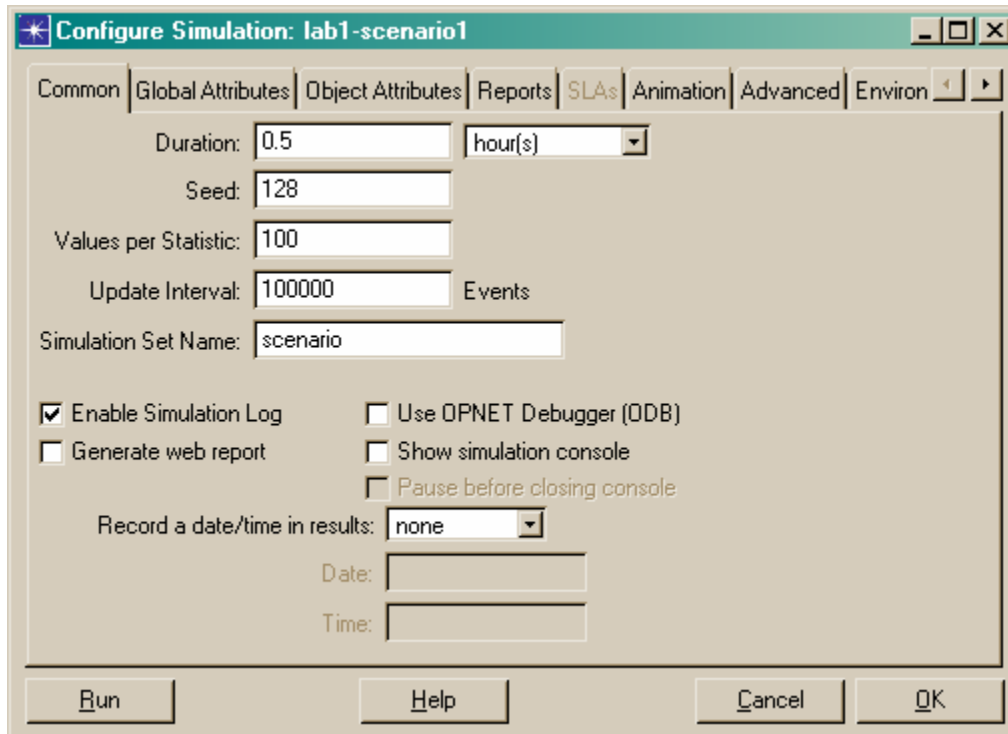 Configure Simulation: lab1-scenario1
Common Global Attributes Object Attributes Reports SLAs Animation Advanced Environ
Duration: 0.5 hour(s)
Seed: 128
Values per Statistic: 100
Update Interval: 100000 Events
Simulation Set Name: scenario
Enable Simulation Log Use OPNET Debugger (ODB)
Generate web report Show simulation console
Pause before closing console
Record a date/time in results: none
Date:
Time:
Run Help Cancel OK